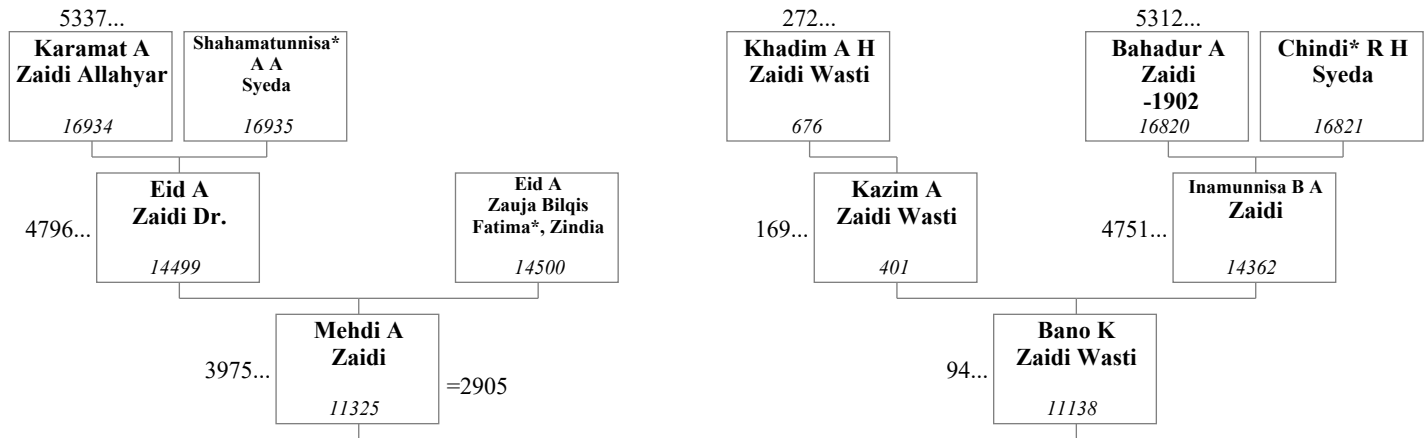 5337...
Karamat A
Zaidi Allahyar
16934
Shahamatunnisa*
A A
Syeda
16935
272...
Khadim A H
Zaidi Wasti
676
5312...
Bahadur A
Zaidi
-1902
16820
Chindi* R H
Syeda
16821
4796...
Eid A
Zaidi Dr.
14499
Eid A
Zauja Bilqis
Fatima*, Zindia
14500
169...
Kazim A
Zaidi Wasti
401
4751...
Inamunnisa B A
Zaidi
14362
3975...
Mehdi A
Zaidi
11325
=2905
94...
Bano K
Zaidi Wasti
11138